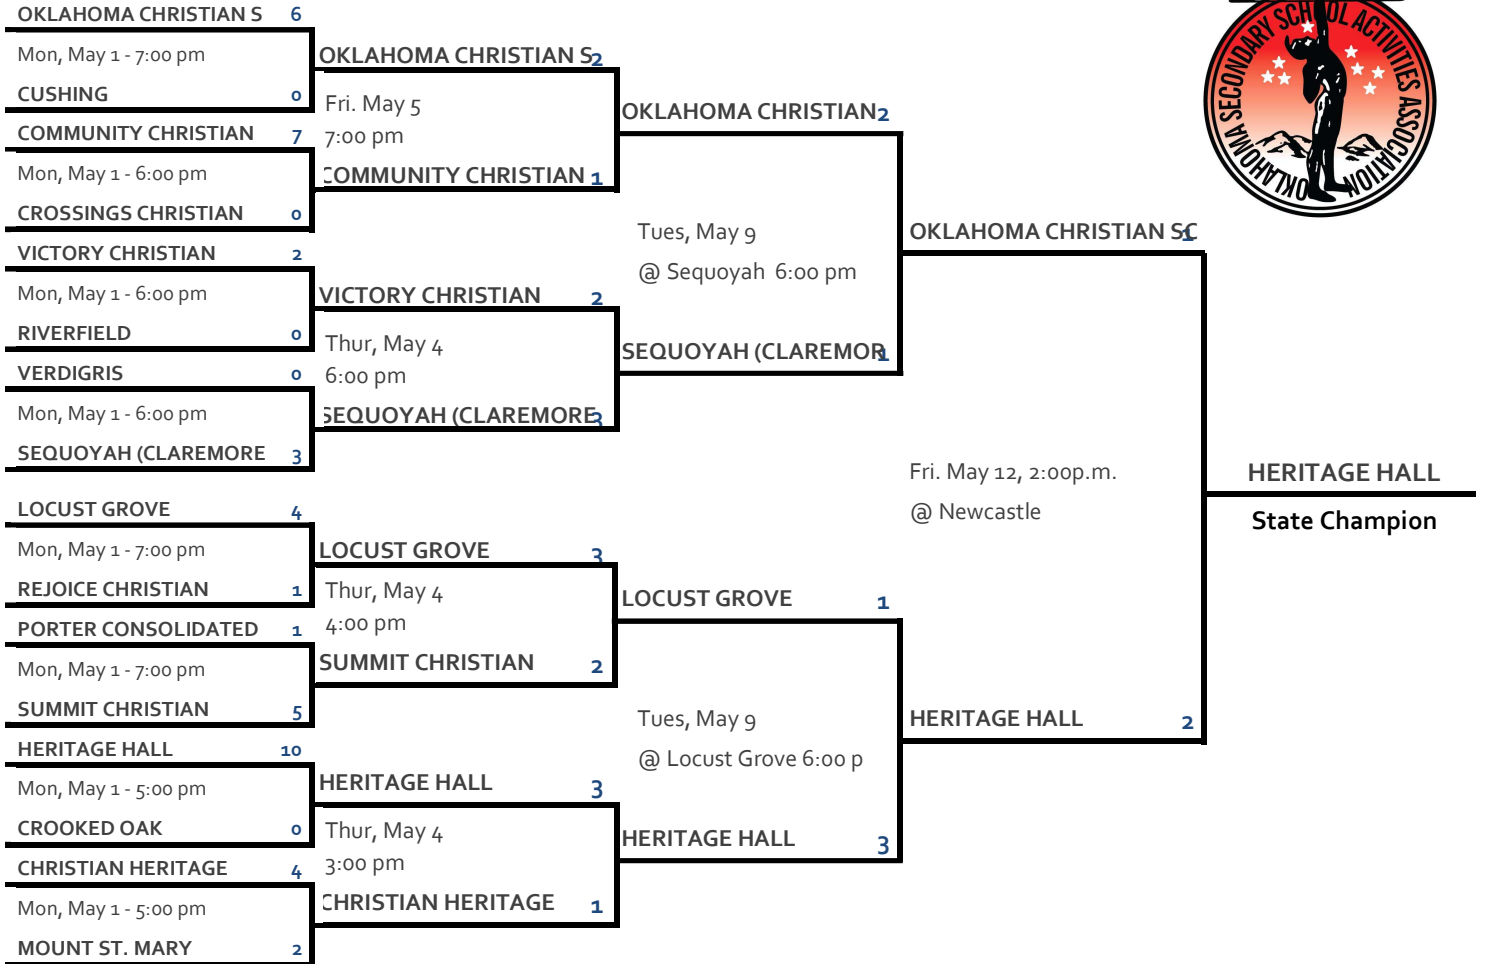 OKLAHOMA CHRISTIAN S 6
Mon, May 1 - 7:00 pm
CUSHING 0
COMMUNITY CHRISTIAN 7
Mon, May 1 - 6:00 pm
CROSSINGS CHRISTIAN 0
VICTORY CHRISTIAN 2
Mon, May 1 - 6:00 pm
RIVERFIELD 0
VERDIGRIS 0
Mon, May 1 - 6:00 pm
SEQUOYAH (CLAREMORE 3
LOCUST GROVE 4
Mon, May 1 - 7:00 pm
REJOICE CHRISTIAN 1
PORTER CONSOLIDATED 1
Mon, May 1 - 7:00 pm
SUMMIT CHRISTIAN 5
HERITAGE HALL 10
Mon, May 1 - 5:00 pm
CROOKED OAK 0
CHRISTIAN HERITAGE 4
Mon, May 1 - 5:00 pm
MOUNT ST. MARY 2
OKLAHOMA CHRISTIAN S 2
Fri. May 5
7:00 pm
COMMUNITY CHRISTIAN 1
VICTORY CHRISTIAN 2
Thur, May 4
6:00 pm
SEQUOYAH (CLAREMORE 3
LOCUST GROVE 3
Thur, May 4
4:00 pm
SUMMIT CHRISTIAN 2
HERITAGE HALL 3
Thur, May 4
3:00 pm
CHRISTIAN HERITAGE 1
OKLAHOMA CHRISTIAN 2
Tues, May 9
@ Sequoyah 6:00 pm
SEQUOYAH (CLAREMOR 1
LOCUST GROVE 1
Tues, May 9
@ Locust Grove 6:00 p
HERITAGE HALL 3
OKLAHOMA CHRISTIAN SC 1
Fri. May 12, 2:00p.m.
@ Newcastle
HERITAGE HALL 2
HERITAGE HALL
State Champion
OKLAHOMA SECONDARY SCHOOL ACTIVITIES ASSOCIATION